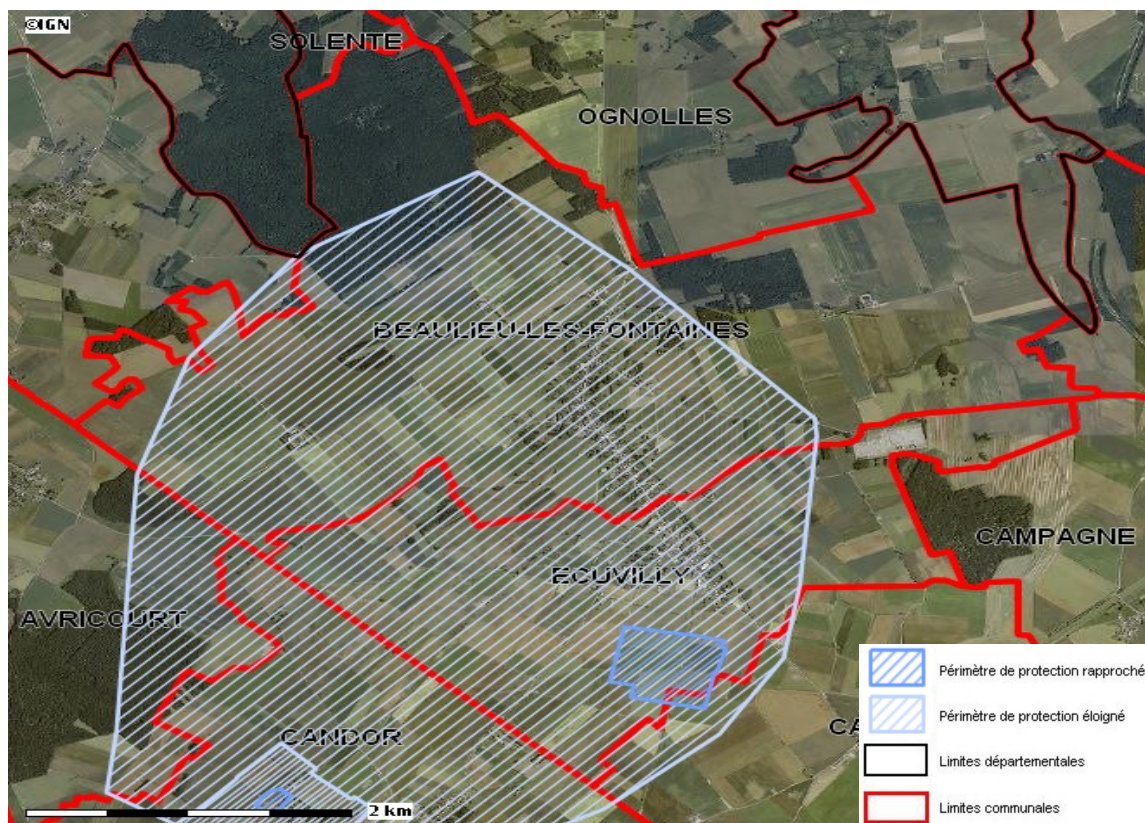 ©IGN
SOLENTE
OGNOLLES
BEAULIEU-LES-FONTAINES
CAMPAGNE
ECUVILLY
AVRICOURT
CANDOR
CA
2 km
Périmètre de protection rapproché
Périmètre de protection éloigné
Limites départementales
Limites communales